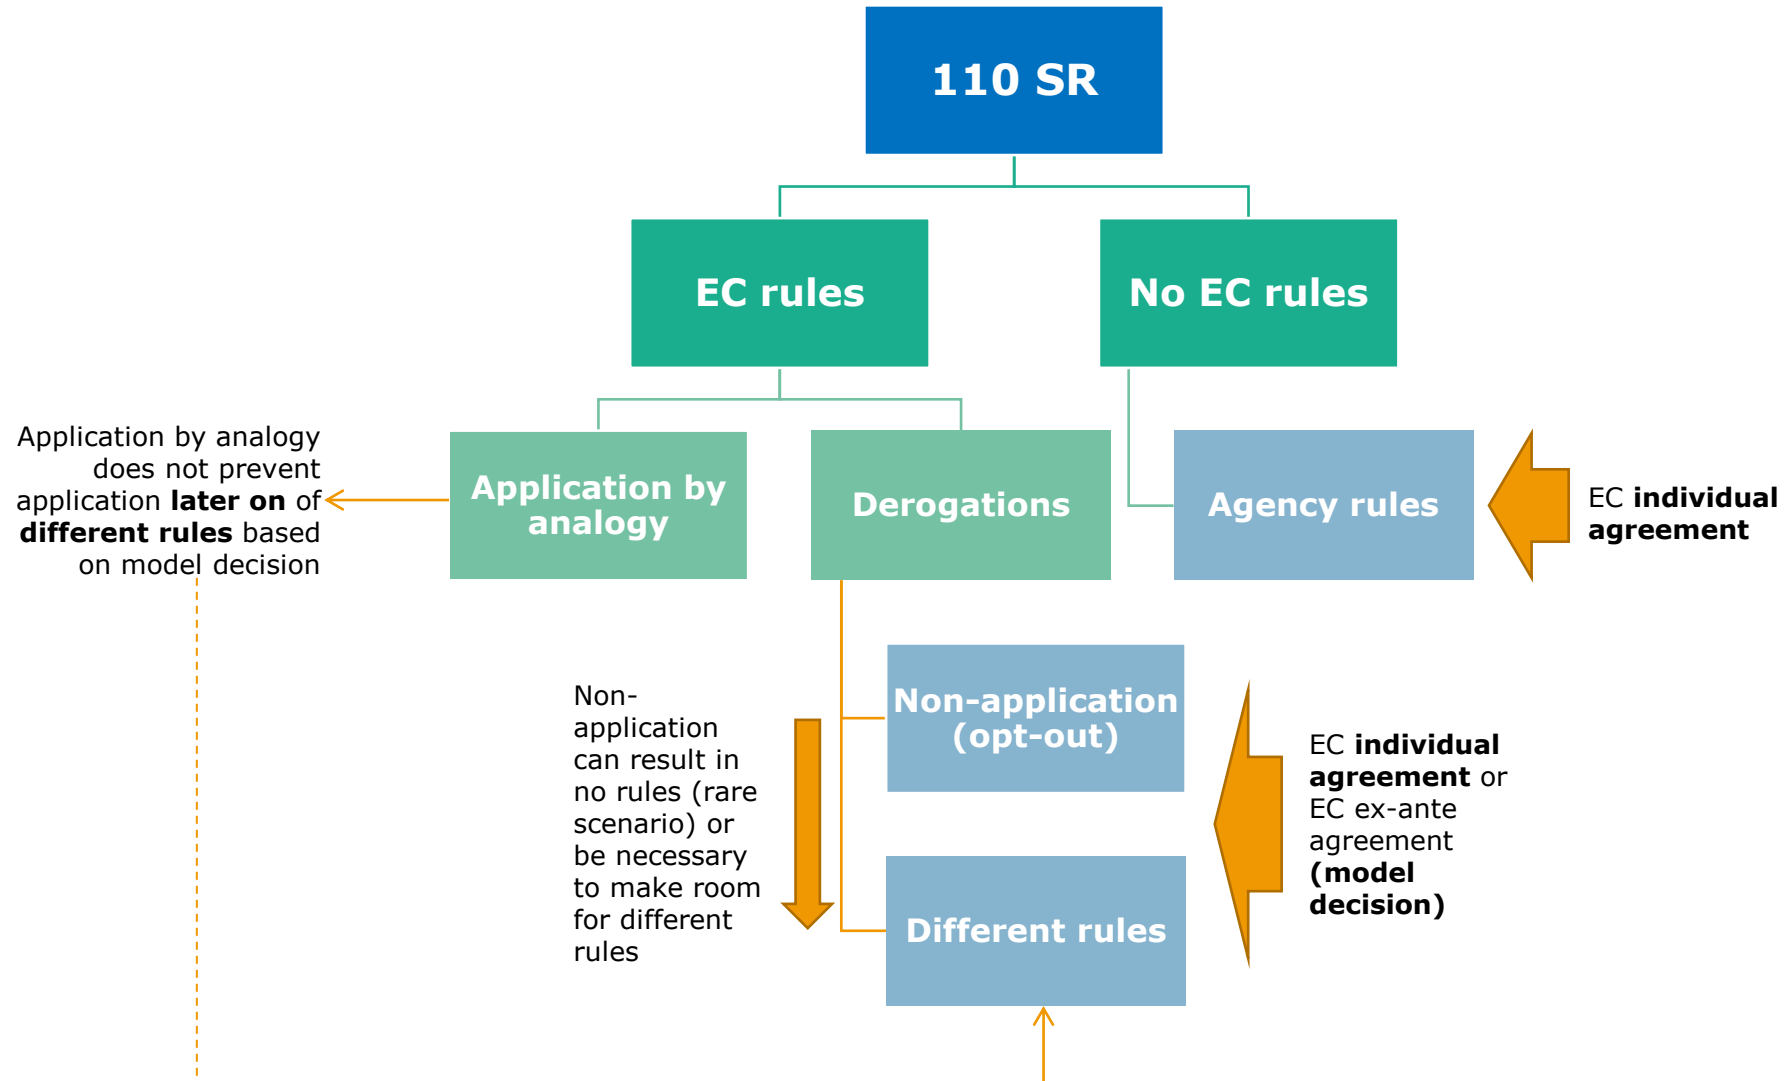 110 SR
EC rules
No EC rules
Application by analogy
does not prevent
application later on of
different rules based
on model decision
Application by
analogy
Derogations
Agency rules
EC individual
agreement
Non-
application
can result in
no rules (rare
scenario) or
be necessary
to make room
for different
rules
Non-application
(opt-out)
Different rules
EC individual
agreement or
EC ex-ante
agreement
(model
decision)